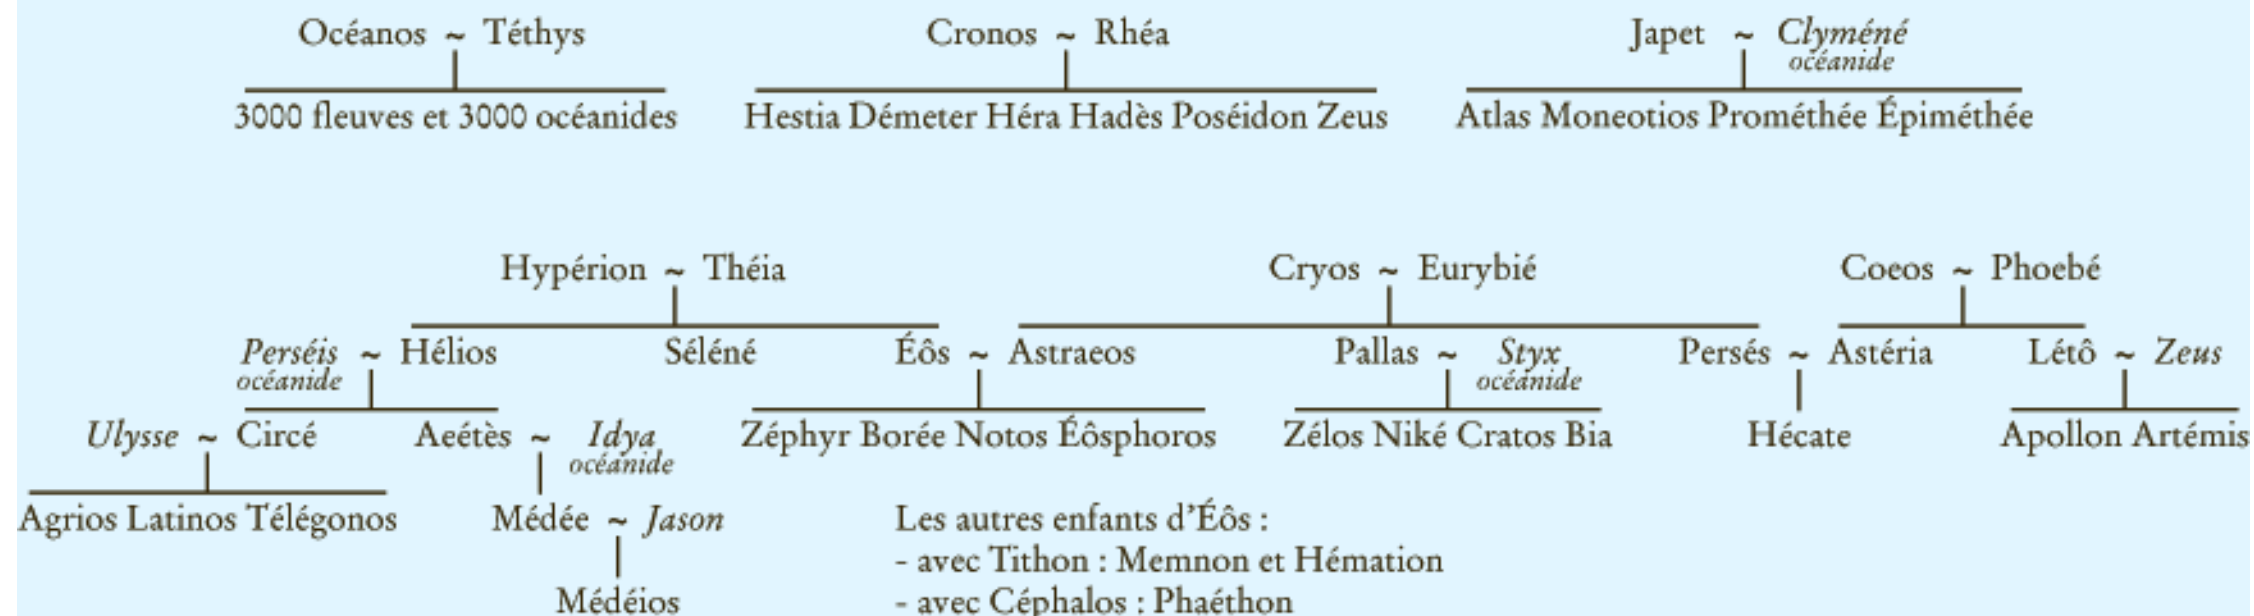 Océanos ~ Téthys
Cronos ~ Rhéa
Japet ~ Clyméné
océanide
3000 fleuves et 3000 océanides
Hestia Démeter Héra Hadès Poséidon Zeus
Atlas Moneotios Prométhée Épiméthée
Hypérion ~ Théia
Cryos ~ Eurybié
Coeos ~ Phoebé
Perséis ~ Hélios
océanide
Séléné
Éôs ~ Astraeos
Pallas ~ Styx
océanide
Persés ~ Astéria
Létô ~ Zeus
Ulysse ~ Circé
Aeétès ~ Idya
océanide
Zéphyr Borée Notos Éôsphoros
Zélos Niké Cratos Bia
Hécate
Apollon Artémis
Agrios Latinos Télégonos
Médée ~ Jason
Médéios
Les autres enfants d’Éôs :
- avec Tithon : Memnon et Hémation
- avec Céphalos : Phaéthon